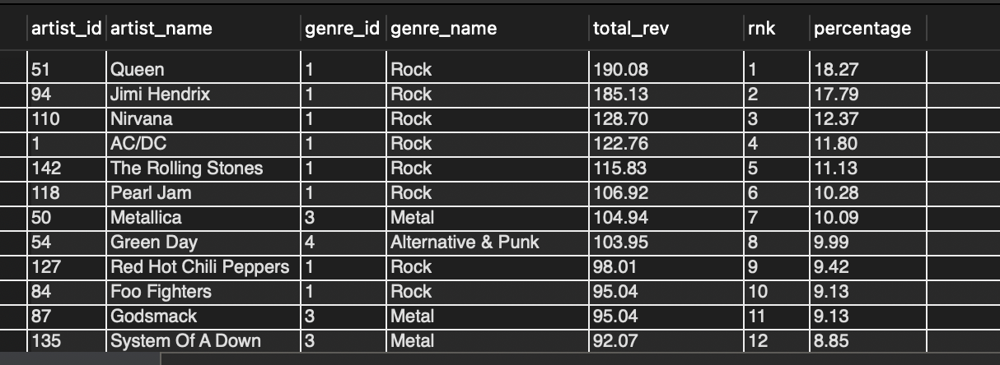 artist_id artist_name genre_id genre_name total_rev rnk percentage
51 Queen 1 Rock 190.08 1 18.27
94 Jimi Hendrix 1 Rock 185.13 2 17.79
110 Nirvana 1 Rock 128.70 3 12.37
1 AC/DC 1 Rock 122.76 4 11.80
142 The Rolling Stones 1 Rock 115.83 5 11.13
118 Pearl Jam 1 Rock 106.92 6 10.28
50 Metallica 3 Metal 104.94 7 10.09
54 Green Day 4 Alternative & Punk 103.95 8 9.99
127 Red Hot Chili Peppers 1 Rock 98.01 9 9.42
84 Foo Fighters 1 Rock 95.04 10 9.13
87 Godsmack 3 Metal 95.04 11 9.13
135 System Of A Down 3 Metal 92.07 12 8.85